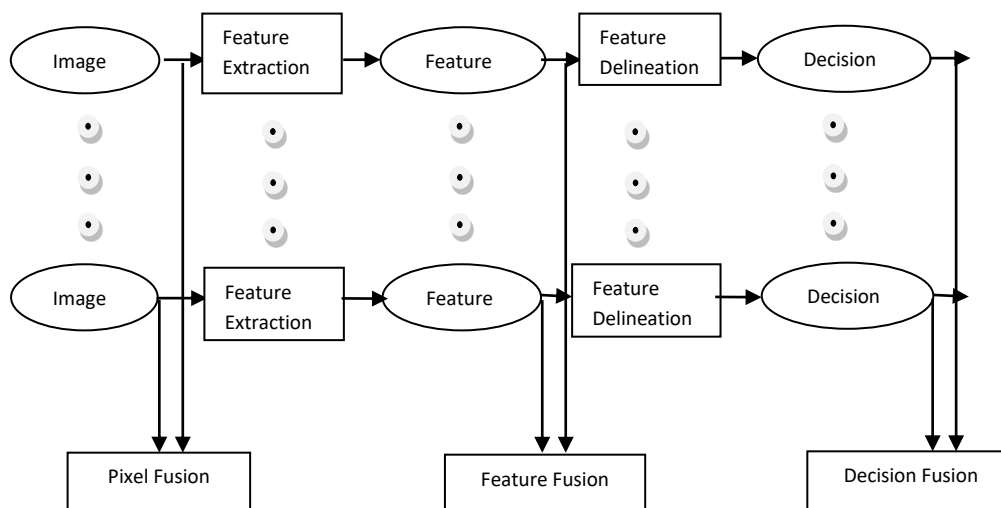 Image
Feature
Extraction
Feature
Feature
Delineation
Decision
Image
Feature
Extraction
Feature
Feature
Delineation
Decision
Pixel Fusion
Feature Fusion
Decision Fusion